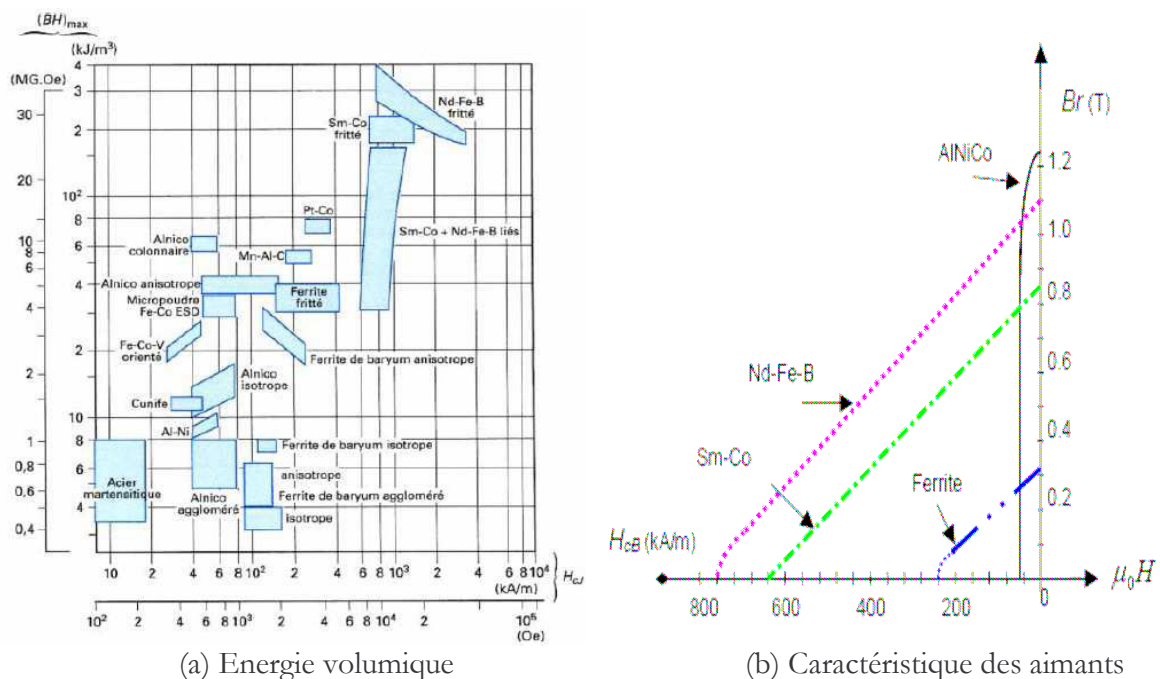 (BH)max
(kJ/m³)
(MG.Oe)
4
3
2
10²
8
6
4
3
2
10
8
6
4
30
20
10
8
6
4
2
1
0,8
0,6
0,4
Nd-Fe-B
fritté
Sm-Co
fritté
Pt-Co
Sm-Co + Nd-Fe-B liés
Alnico
colonnaire
Mn-Al-C
Alnico anisotrope
Ferrite
fritté
Micropoudre
Fe-Co ESD
Fe-Co-V
orienté
Ferrite de baryum anisotrope
Alnico
isotrope
Cunife
Al-Ni
Ferrite de baryum isotrope
Acier
martensitique
Alnico
aggloméré
anisotrope
Ferrite de baryum aggloméré
isotrope
10 2 4 6 8 10² 2 4 6 8 10³ 2 4 6 8 10⁴
(kA/m)
HcJ
10² 2 4 6 8 10³ 2 4 6 8 10⁴ 2 10⁵
(Oe)
(a) Energie volumique
Br (T)
AlNiCo
1.2
1.0
0.8
Nd-Fe-B
0.6
Sm-Co
0.4
Ferrite
0.2
HcB (kA/m)
μ₀H
800 600 400 200 0
0
(b) Caractéristique des aimants